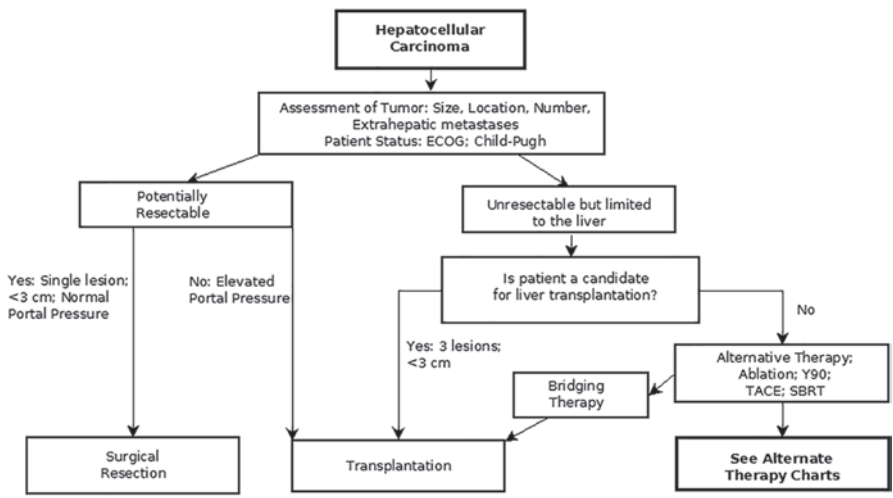 Hepatocellular
Carcinoma
Assessment of Tumor: Size, Location, Number,
Extrahepatic metastases
Patient Status: ECOG; Child-Pugh
Potentially
Resectable
Unresectable but limited
to the liver
Yes: Single lesion;
<3 cm; Normal
Portal Pressure
No: Elevated
Portal Pressure
Is patient a candidate
for liver transplantation?
No
Yes: 3 lesions;
<3 cm
Alternative Therapy;
Ablation; Y90;
TACE; SBRT
Bridging
Therapy
Surgical
Resection
Transplantation
See Alternate
Therapy Charts